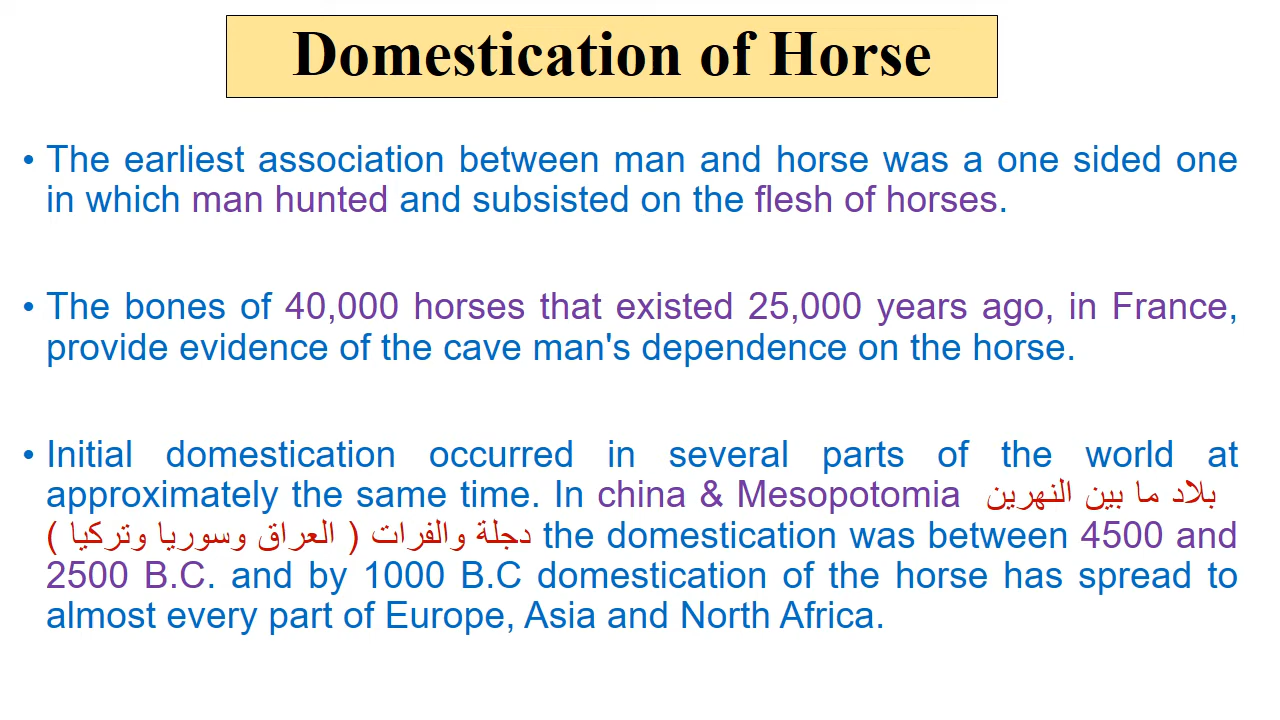 Domestication of Horse
• The earliest association between man and horse was a one sided one
in which man hunted and subsisted on the flesh of horses.
• The bones of 40,000 horses that existed 25,000 years ago, in France,
provide evidence of the cave man's dependence on the horse.
• Initial domestication occurred in several parts of the world at
approximately the same time. In china & Mesopotomia بلاد ما بين النهرين
دجلة والفرات ( العراق وسوريا وتركيا ) the domestication was between 4500 and
2500 B.C. and by 1000 B.C domestication of the horse has spread to
almost every part of Europe, Asia and North Africa.